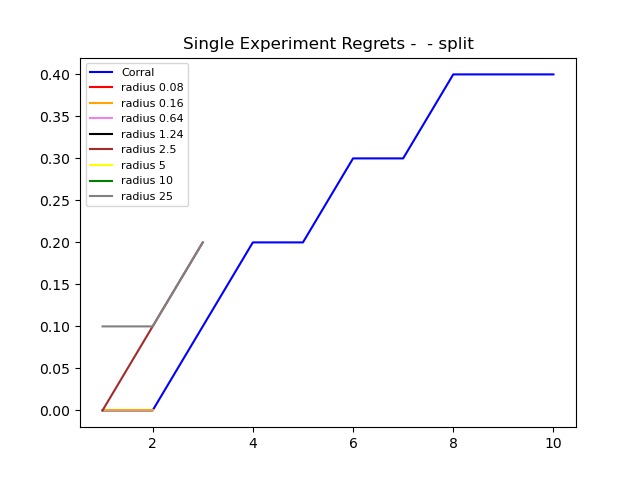 Single Experiment Regrets -  - split
Corral
radius 0.08
radius 0.16
radius 0.64
radius 1.24
radius 2.5
radius 5
radius 10
radius 25
0.40
0.35
0.30
0.25
0.20
0.15
0.10
0.05
0.00
2 4 6 8 10